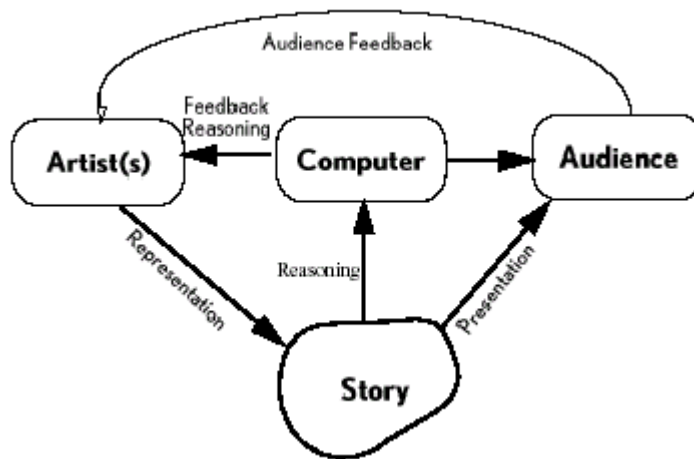 Audience Feedback
Feedback
Reasoning
Artist(s)
Computer
Audience
Representation
Reasoning
Presentation
Story